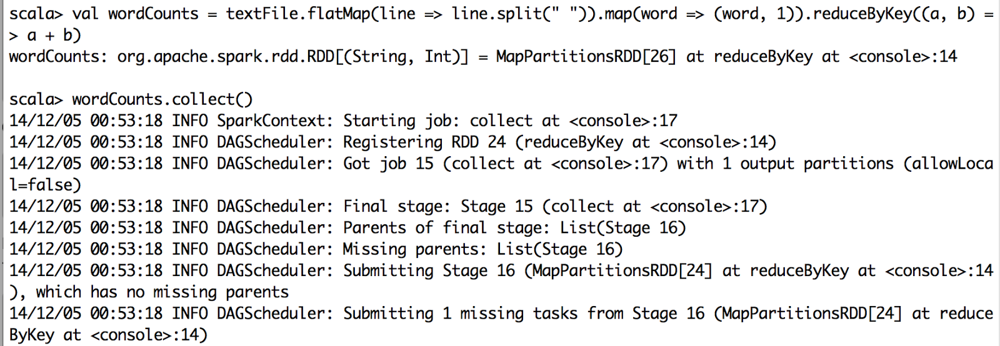 scala> val wordCounts = textFile.flatMap(line => line.split(" ")).map(word => (word, 1)).reduceByKey((a, b) =
> a + b)
wordCounts: org.apache.spark.rdd.RDD[(String, Int)] = MapPartitionsRDD[26] at reduceByKey at <console>:14
scala> wordCounts.collect()
14/12/05 00:53:18 INFO SparkContext: Starting job: collect at <console>:17
14/12/05 00:53:18 INFO DAGScheduler: Registering RDD 24 (reduceByKey at <console>:14)
14/12/05 00:53:18 INFO DAGScheduler: Got job 15 (collect at <console>:17) with 1 output partitions (allowLoca
l=false)
14/12/05 00:53:18 INFO DAGScheduler: Final stage: Stage 15 (collect at <console>:17)
14/12/05 00:53:18 INFO DAGScheduler: Parents of final stage: List(Stage 16)
14/12/05 00:53:18 INFO DAGScheduler: Missing parents: List(Stage 16)
14/12/05 00:53:18 INFO DAGScheduler: Submitting Stage 16 (MapPartitionsRDD[24] at reduceByKey at <console>:14
), which has no missing parents
14/12/05 00:53:18 INFO DAGScheduler: Submitting 1 missing tasks from Stage 16 (MapPartitionsRDD[24] at reduce
ByKey at <console>:14)